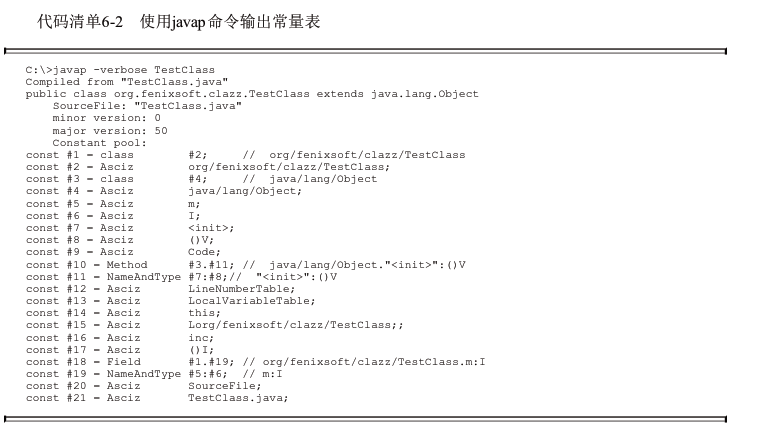 代码清单6-2 使用javap命令输出常量表
C:\>javap -verbose TestClass
Compiled from "TestClass.java"
public class org.fenixsoft.clazz.TestClass extends java.lang.Object
SourceFile: "TestClass.java"
minor version: 0
major version: 50
Constant pool:
const #1 = class #2; // org/fenixsoft/clazz/TestClass
const #2 = Asciz org/fenixsoft/clazz/TestClass;
const #3 = class #4; // java/lang/Object
const #4 = Asciz java/lang/Object;
const #5 = Asciz m;
const #6 = Asciz I;
const #7 = Asciz <init>;
const #8 = Asciz ()V;
const #9 = Asciz Code;
const #10 = Method #3.#11; // java/lang/Object."<init>":()V
const #11 = NameAndType #7:#8;// "<init>":()V
const #12 = Asciz LineNumberTable;
const #13 = Asciz LocalVariableTable;
const #14 = Asciz this;
const #15 = Asciz Lorg/fenixsoft/clazz/TestClass;;
const #16 = Asciz inc;
const #17 = Asciz ()I;
const #18 = Field #1.#19; // org/fenixsoft/clazz/TestClass.m:I
const #19 = NameAndType #5:#6; // m:I
const #20 = Asciz SourceFile;
const #21 = Asciz TestClass.java;